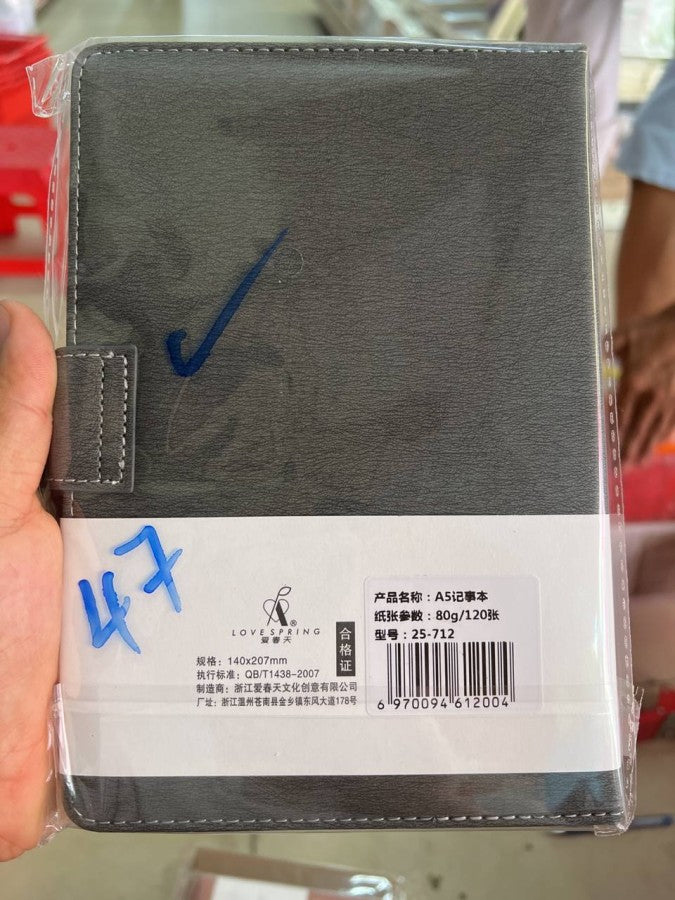 47
LOVE SPRING
爱春天
规格：140x207mm
执行标准：QB/T1438-2007
制造商：浙江爱春天文化创意有限公司
厂址：浙江温州苍南县金乡镇东风大道178号
合格证
产品名称：A5记事本
纸张参数：80g/120张
型号：25-712
6 970094 612004